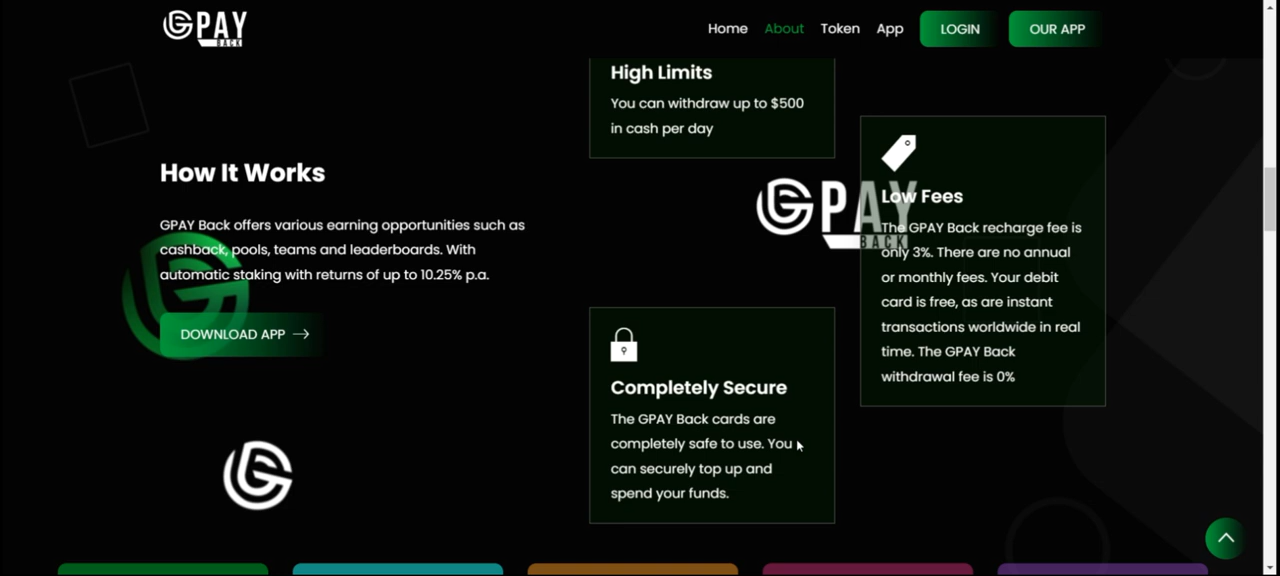 GPAY
BACK
Home
About
Token
App
LOGIN
OUR APP
High Limits
You can withdraw up to $500
in cash per day
How It Works
GPAY Back offers various earning opportunities such as
cashback, pools, teams and leaderboards. With
automatic staking with returns of up to 10.25% p.a.
DOWNLOAD APP
GPAY
BACK
Low Fees
The GPAY Back recharge fee is
only 3%. There are no annual
or monthly fees. Your debit
card is free, as are instant
transactions worldwide in real
time. The GPAY Back
withdrawal fee is 0%
Completely Secure
The GPAY Back cards are
completely safe to use. You
can securely top up and
spend your funds.